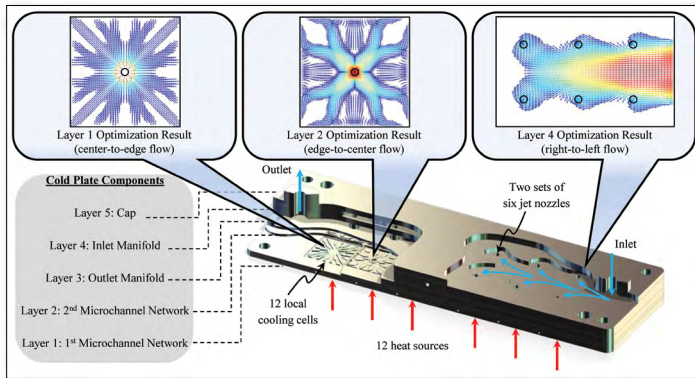 Layer 1 Optimization Result
(center-to-edge flow)
Layer 2 Optimization Result
(edge-to-center flow)
Layer 4 Optimization Result
(right-to-left flow)
Cold Plate Components
Layer 5: Cap
Layer 4: Inlet Manifold
Layer 3: Outlet Manifold
Layer 2: 2nd Microchannel Network
Layer 1: 1st Microchannel Network
Outlet
Two sets of
six jet nozzles
Inlet
12 local
cooling cells
12 heat sources